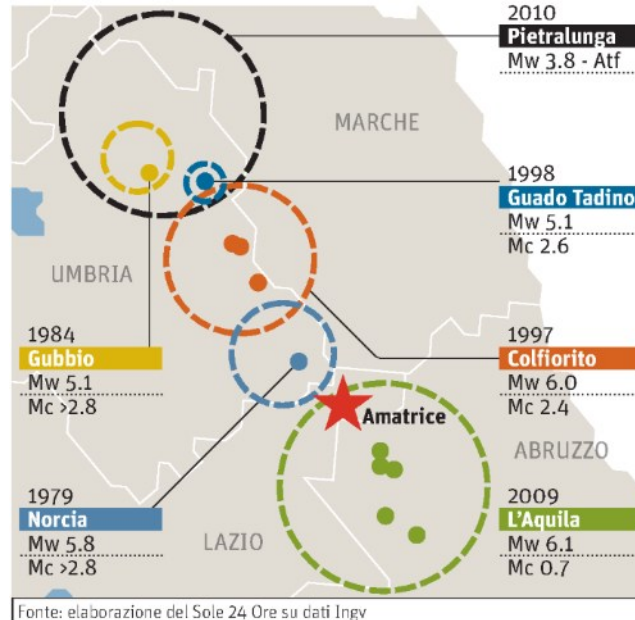 2010
Pietralunga
Mw 3.8 - Atf
MARCHE
1998
Guado Tadino
Mw 5.1
Mc 2.6
UMBRIA
1984
Gubbio
Mw 5.1
Mc >2.8
1997
Colfiorito
Mw 6.0
Mc 2.4
Amatrice
ABRUZZO
1979
Norcia
Mw 5.8
Mc >2.8
LAZIO
2009
L'Aquila
Mw 6.1
Mc 0.7
Fonte: elaborazione del Sole 24 Ore su dati Ingv